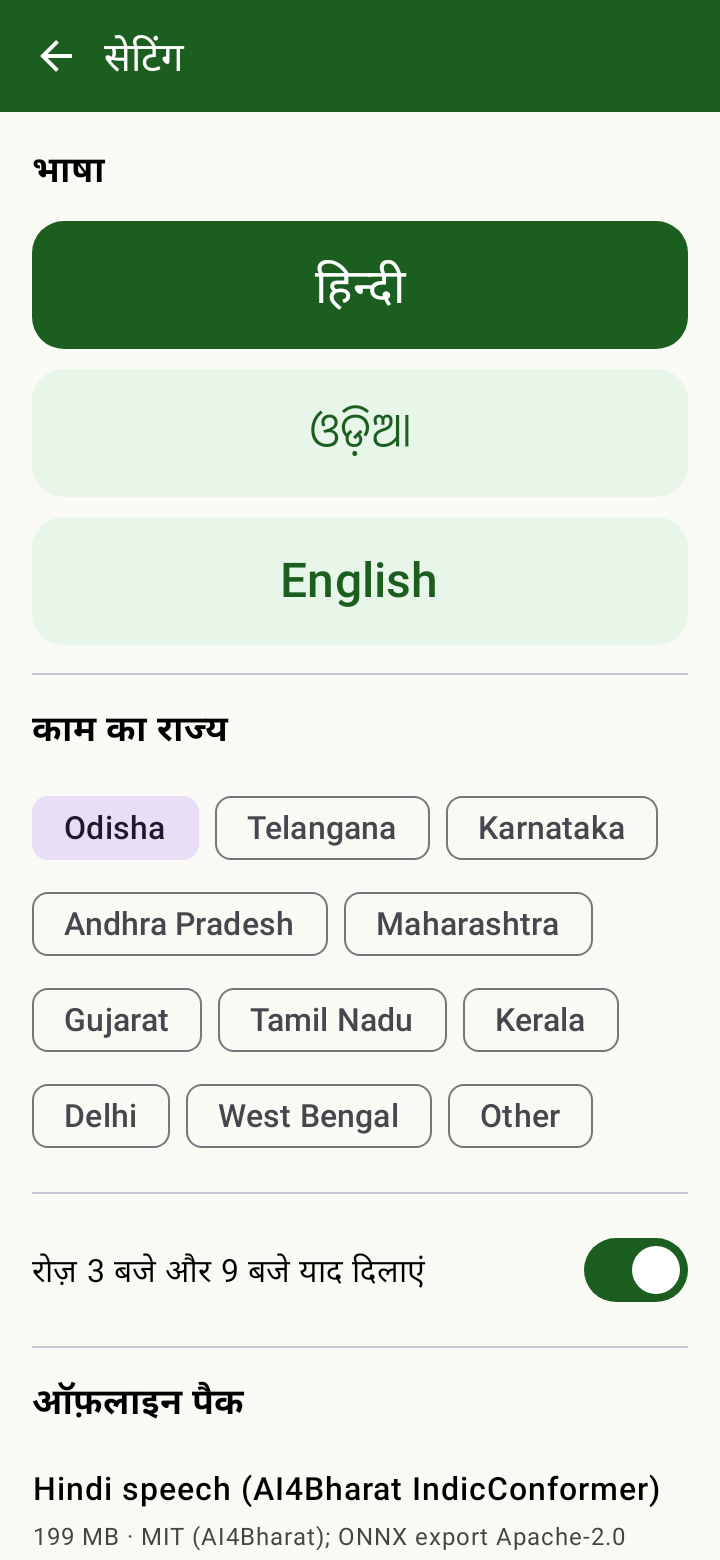 सेटिंग
भाषा
हिन्दी
ଓଡ଼ିଆ
English
काम का राज्य
Odisha Telangana Karnataka
Andhra Pradesh Maharashtra
Gujarat Tamil Nadu Kerala
Delhi West Bengal Other
रोज़ 3 बजे और 9 बजे याद दिलाएं
ऑफ़लाइन पैक
Hindi speech (AI4Bharat IndicConformer)
199 MB · MIT (AI4Bharat); ONNX export Apache-2.0